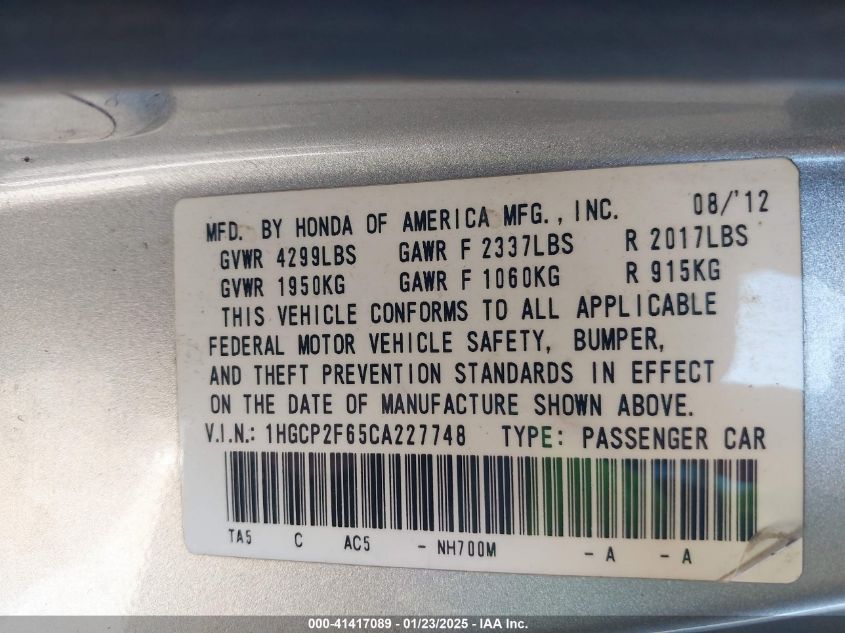 MFD. BY HONDA OF AMERICA MFG., INC. 08/'12
GVWR 4299LBS GAWR F 2337LBS R 2017LBS
GVWR 1950KG GAWR F 1060KG R 915KG
THIS VEHICLE CONFORMS TO ALL APPLICABLE
FEDERAL MOTOR VEHICLE SAFETY, BUMPER,
AND THEFT PREVENTION STANDARDS IN EFFECT
ON THE DATE OF MANUFACTURE SHOWN ABOVE.
V.I.N.: 1HGCP2F65CA227748 TYPE: PASSENGER CAR
TA5 C AC5 - NH700M - A - A
000-41417089 | 01/23/2025 - IAA Inc.